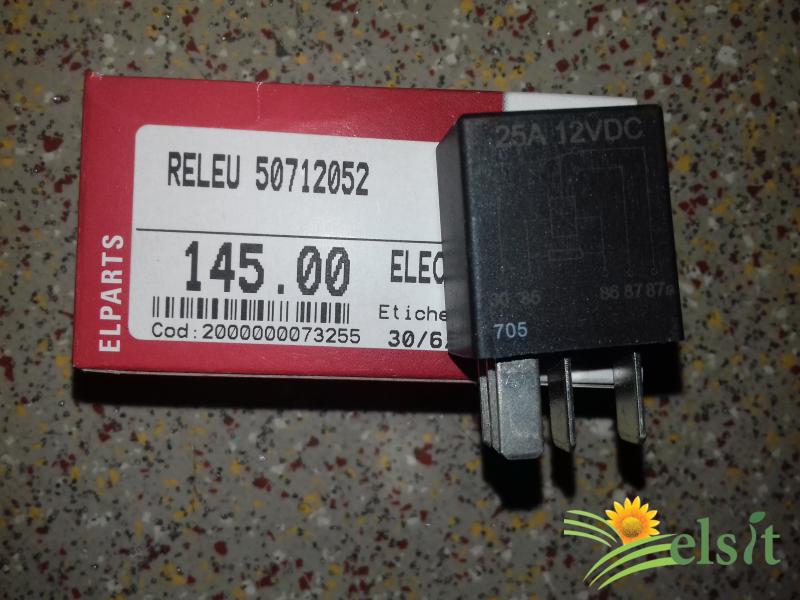 ELPARTS
RELEU 50712052
145.00
ELEC
Cod:2000000073255
Etiche
30/6
25A 12VDC
30 85
86 87 87a
705
elsit